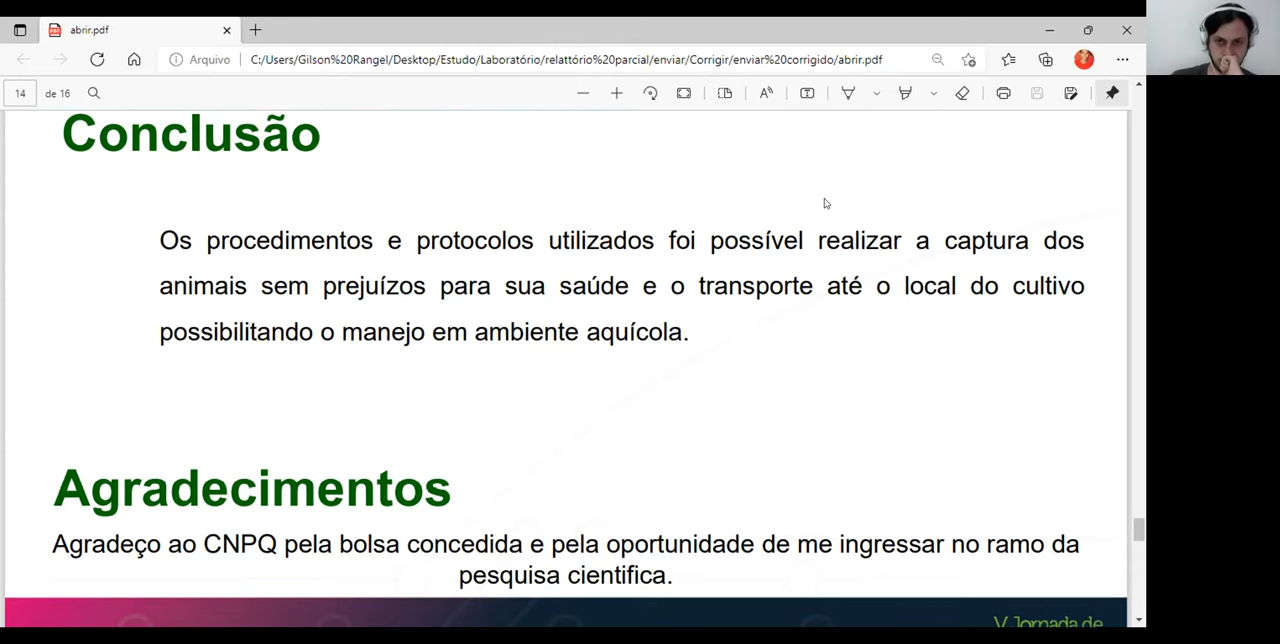 abrir.pdf
Arquivo
C:/Users/Gilson%20Rangel/Desktop/Estudo/Laboratório/relattório%20parcial/enviar/Corrigir/enviar%20corrigido/abrir.pdf
14 de 16
Conclusão
Os procedimentos e protocolos utilizados foi possível realizar a captura dos
animais sem prejuízos para sua saúde e o transporte até o local do cultivo
possibilitando o manejo em ambiente aquícola.
Agradecimentos
Agradeço ao CNPQ pela bolsa concedida e pela oportunidade de me ingressar no ramo da
pesquisa cientifica.
V Jornada de